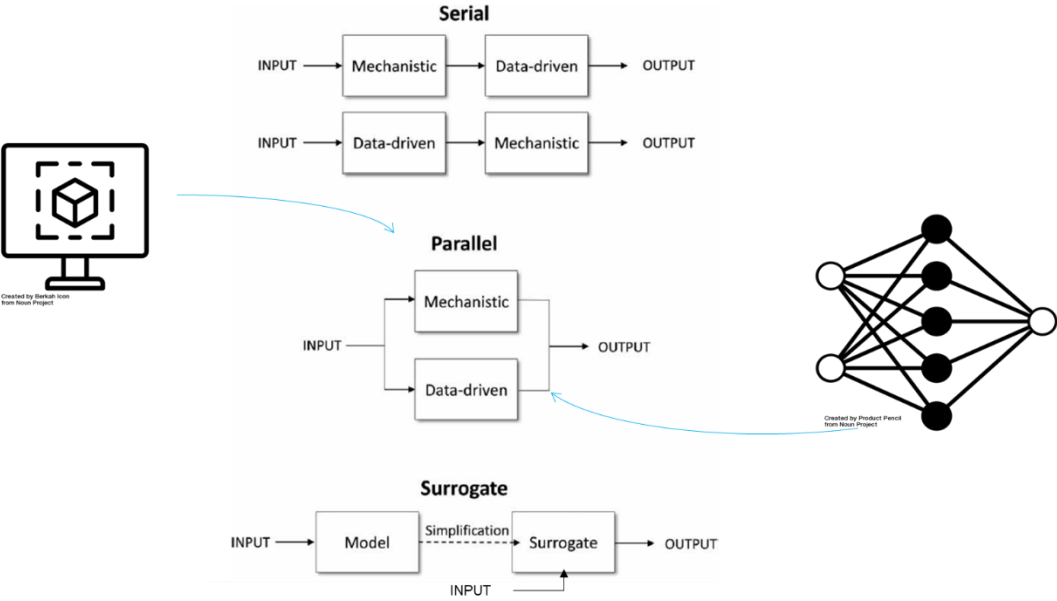 Serial
INPUT Mechanistic Data-driven OUTPUT
INPUT Data-driven Mechanistic OUTPUT
Created by Berkah Icon
from Noun Project
Parallel
Mechanistic
INPUT OUTPUT
Data-driven
Created by Product Pencil
from Noun Project
Surrogate
INPUT Model Simplification Surrogate OUTPUT
INPUT